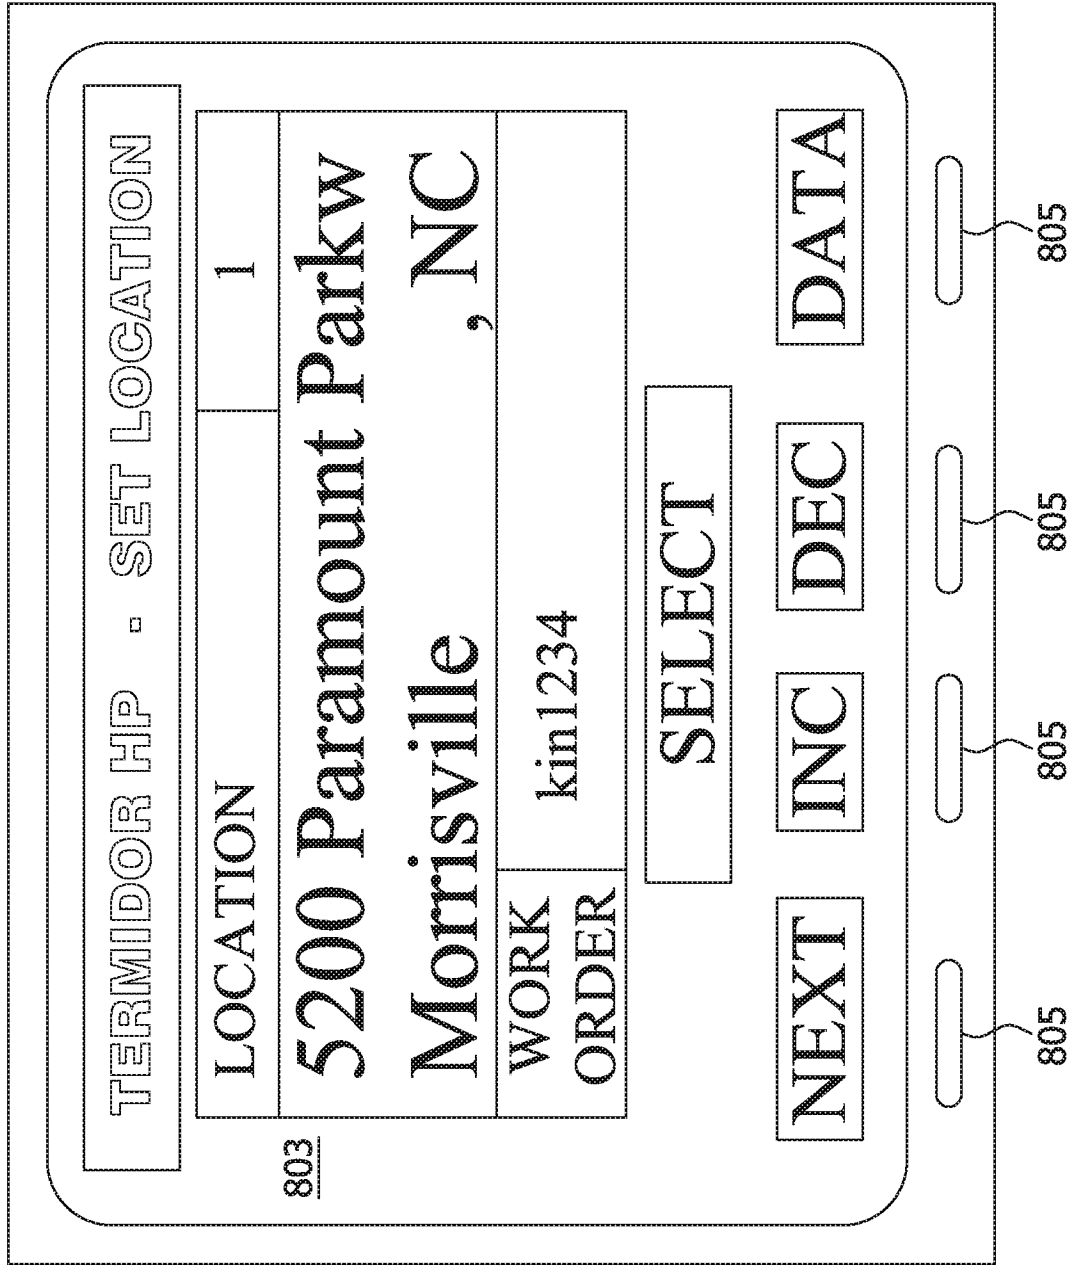 TERMIDOR HP - SET LOCATION
LOCATION 1
5200 Paramount Parkw
Morrisville , NC
WORK
ORDER
kin1234
SELECT
NEXT INC DEC DATA
803
805 805 805 805